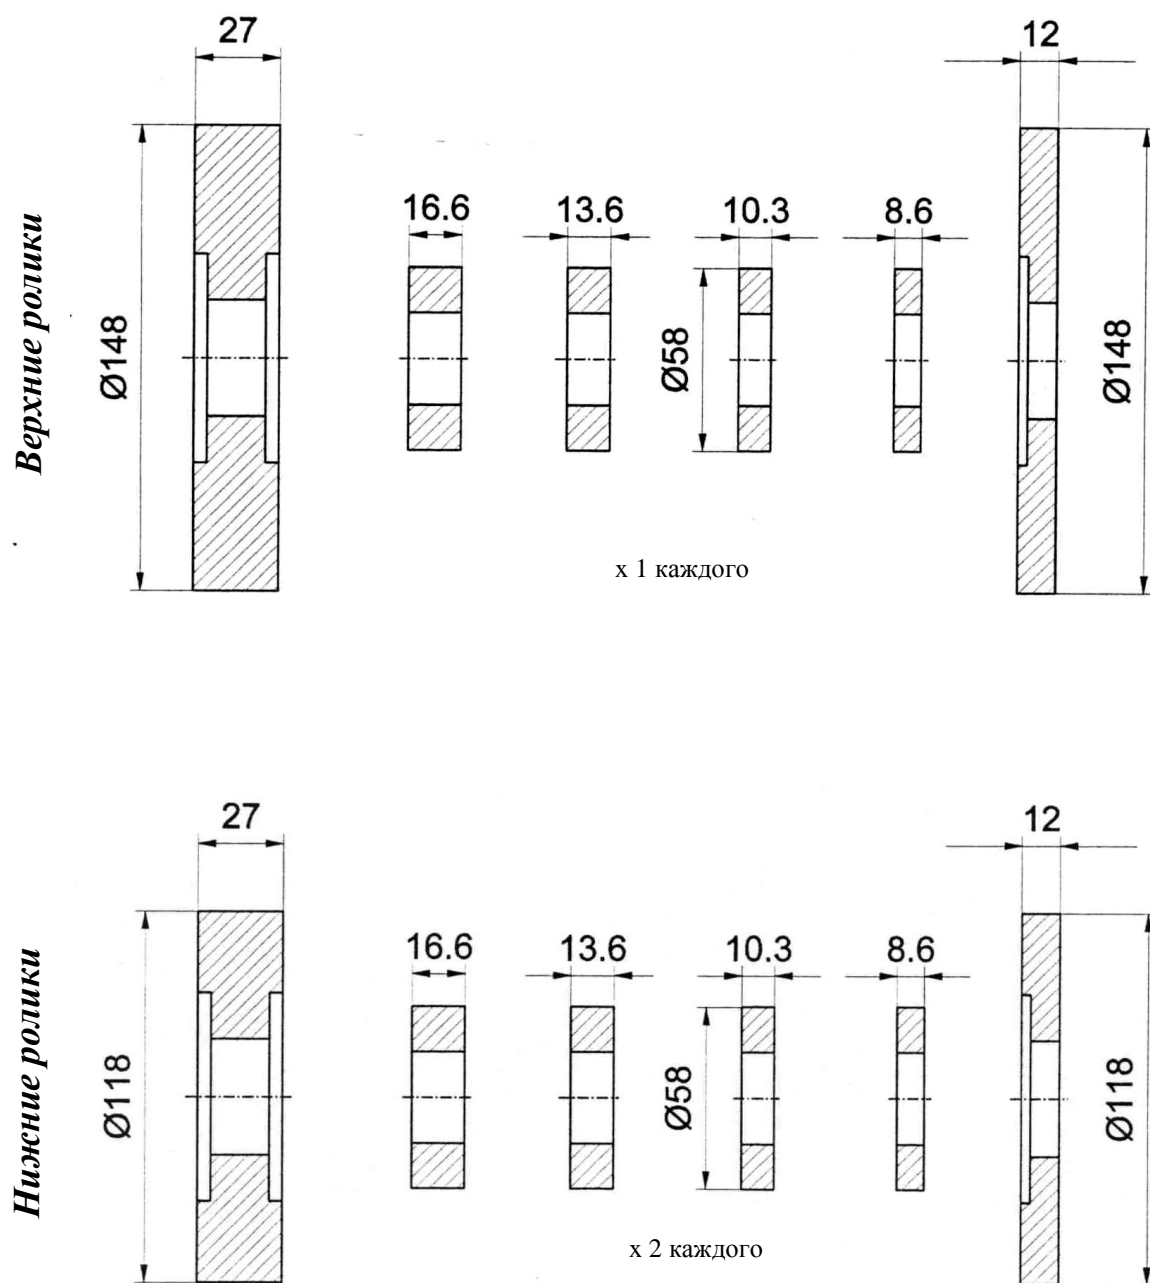 27
12
16.6
13.6
10.3
8.6
Верхние ролики
Ø148
Ø58
Ø148
x 1 каждого
27
12
16.6
13.6
10.3
8.6
Нижние ролики
Ø118
Ø58
Ø118
x 2 каждого